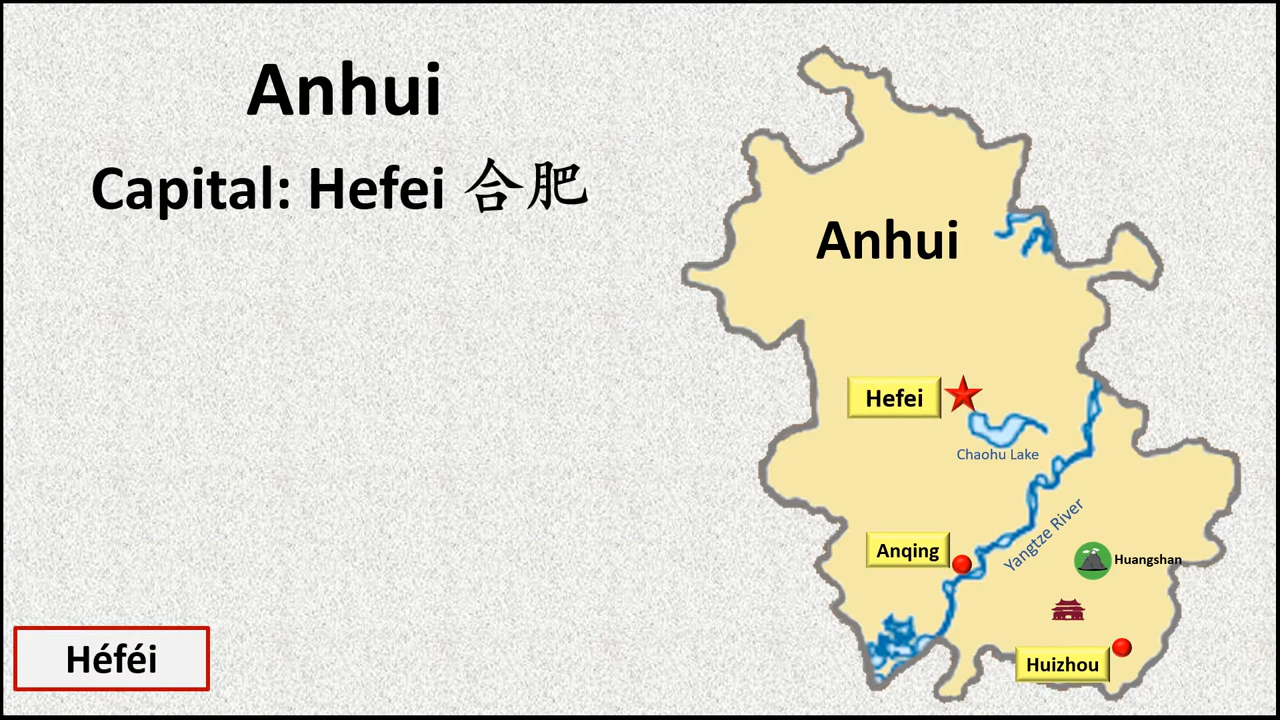 Anhui
Capital: Hefei 合肥
Anhui
Hefei
Chaohu Lake
Anqing
Yangtze River
Huangshan
Huizhou
Héféi